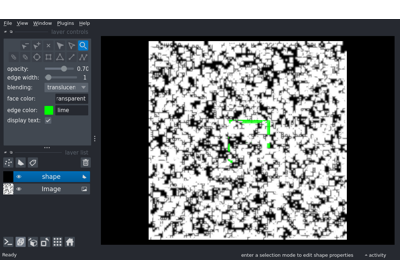 File View Window Plugins Help
layer controls
opacity: 0.70
edge width: 1
blending: translucen
face color: ransparent
edge color: lime
display text:
layer list
shape
Image
Ready enter a selection mode to edit shape properties activity